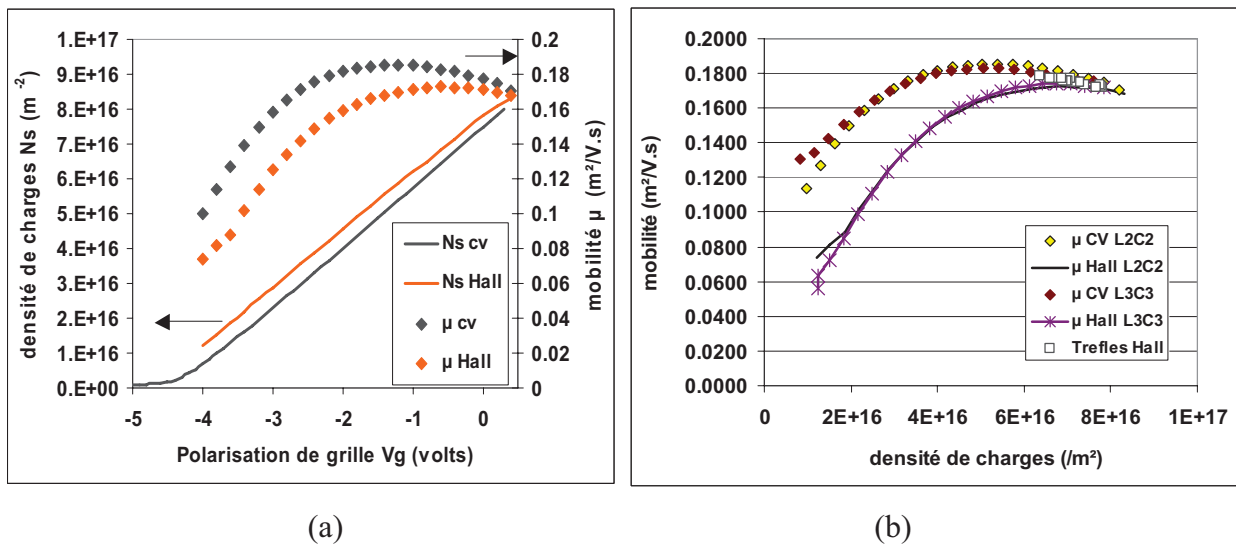 1.E+17
9.E+16
8.E+16
7.E+16
6.E+16
5.E+16
4.E+16
3.E+16
2.E+16
1.E+16
0.E+00
densité de charges Ns (m⁻²)
0.2
0.18
0.16
0.14
0.12
0.1
0.08
0.06
0.04
0.02
0
mobilité µ (m²/V.s)
Ns cv
Ns Hall
µ cv
µ Hall
-5 -4 -3 -2 -1 0
Polarisation de grille Vg (volts)
(a)
0.2000
0.1800
0.1600
0.1400
0.1200
0.1000
0.0800
0.0600
0.0400
0.0200
0.0000
mobilité (m²/V.s)
µ CV L2C2
µ Hall L2C2
µ CV L3C3
µ Hall L3C3
Trefles Hall
0 2E+16 4E+16 6E+16 8E+16 1E+17
densité de charges (/m²)
(b)